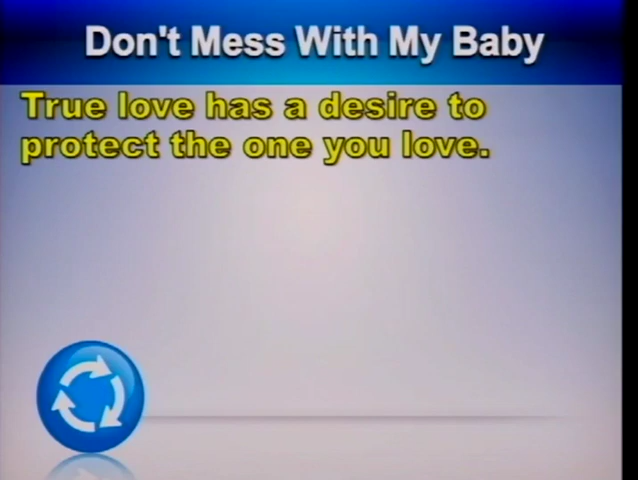 Don't Mess With My Baby
True love has a desire to
protect the one you love.